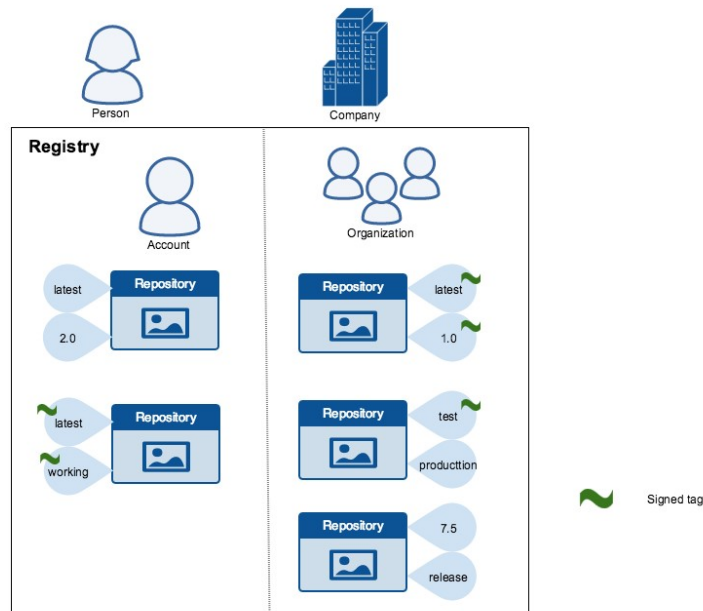 Person
Company
Registry
Account
Organization
Repository
latest
2.0
Repository
latest
1.0
Repository
latest
working
Repository
test
producttion
Repository
7.5
release
Signed tag